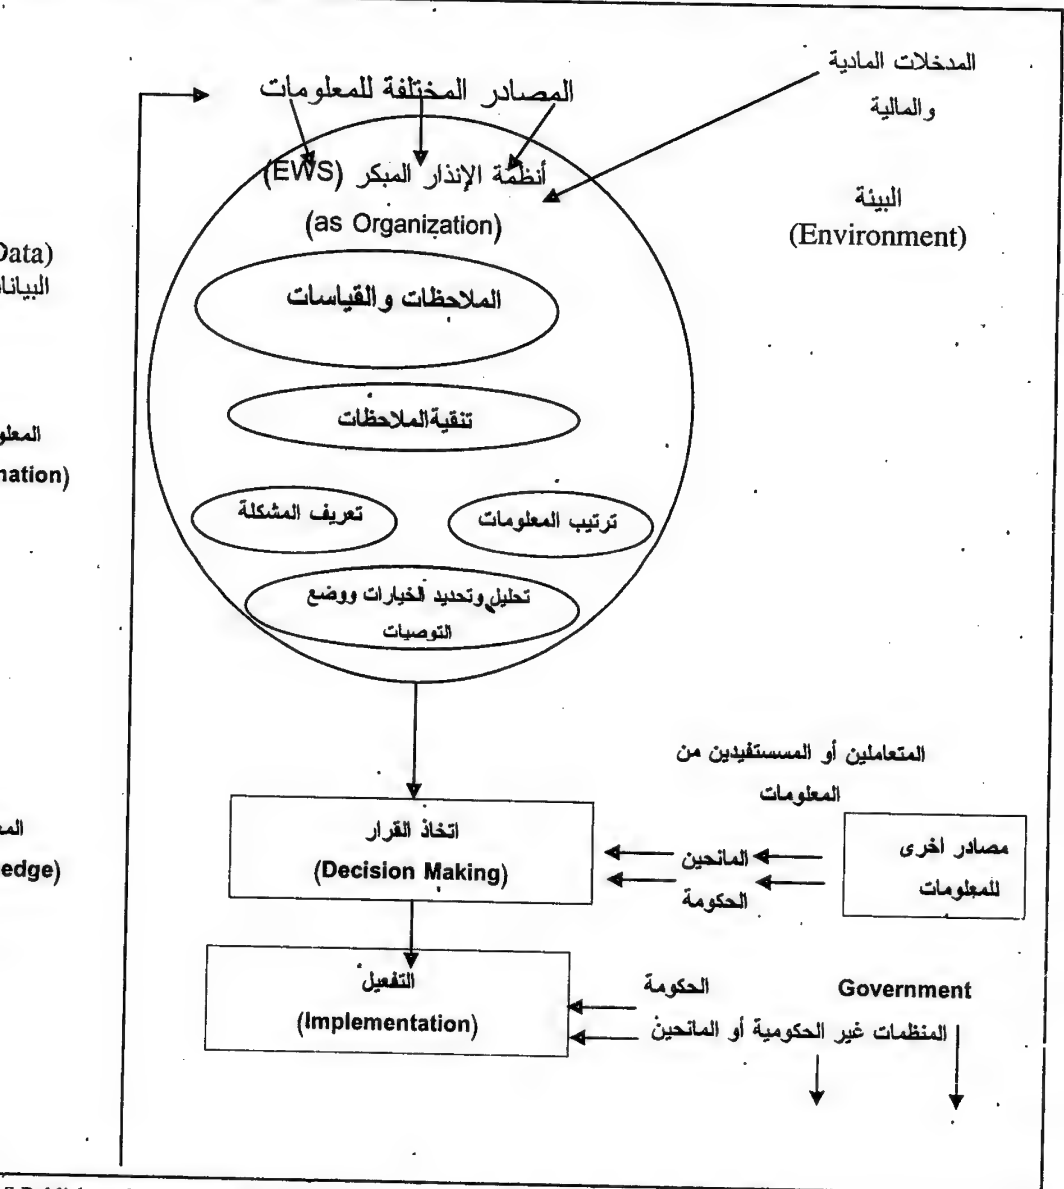 المدخلات المادية
والمالية
المصادر المختلفة للمعلومات
أنظمة الإنذار المبكر (EWS)
(as Organization)
البيئة
(Environment)
Data)
الملاحظات والقياسات
تنقية الملاحظات
nation)
ترتيب المعلومات
تعريف المشكلة
تحليل وتحديد الخيارات ووضع
التوصيات
المتعاملين أو المسستفيدين من
المعلومات
اتخاذ القرار
(Decision Making)
مصادر اخرى
للمعلومات
المانحين
الحكومة
edge)
التفعيل
(Implementation)
الحكومة
Government
المنظمات غير الحكومية أو المانحين